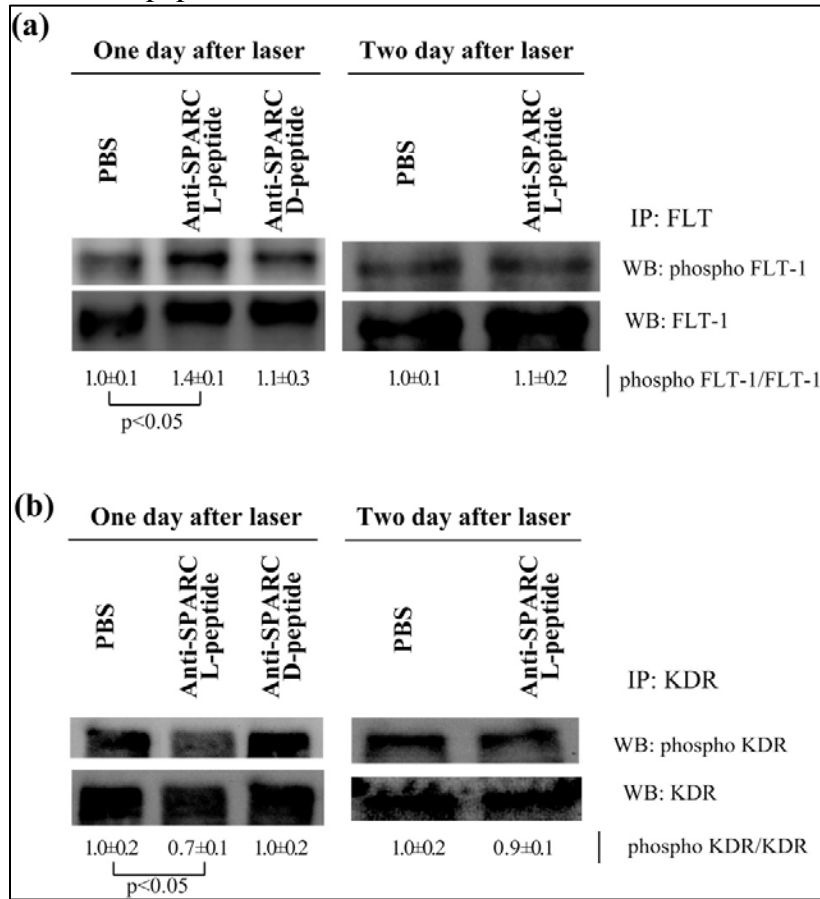 (a)
One day after laser
Two day after laser
PBS
Anti-SPARC
L-peptide
Anti-SPARC
D-peptide
PBS
Anti-SPARC
L-peptide
IP: FLT
WB: phospho FLT-1
WB: FLT-1
1.0±0.1 1.4±0.1 1.1±0.3 1.0±0.1 1.1±0.2 phospho FLT-1/FLT-1
p<0.05
(b)
One day after laser
Two day after laser
PBS
Anti-SPARC
L-peptide
Anti-SPARC
D-peptide
PBS
Anti-SPARC
L-peptide
IP: KDR
WB: phospho KDR
WB: KDR
1.0±0.2 0.7±0.1 1.0±0.2 1.0±0.2 0.9±0.1 phospho KDR/KDR
p<0.05